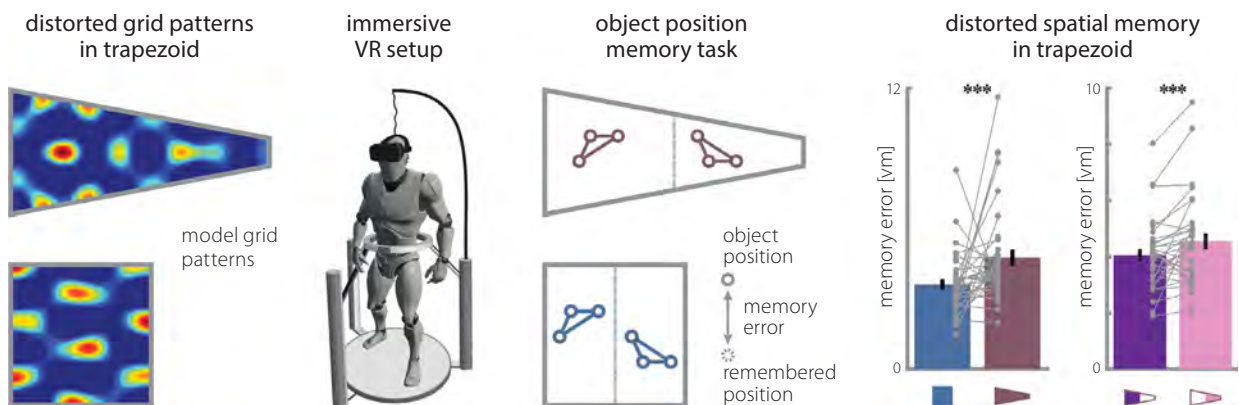 distorted grid patterns
in trapezoid
model grid
patterns
immersive
VR setup
object position
memory task
object
position
memory
error
remembered
position
distorted spatial memory
in trapezoid
12
***
memory error [vm]
0
10
***
memory error [vm]
0